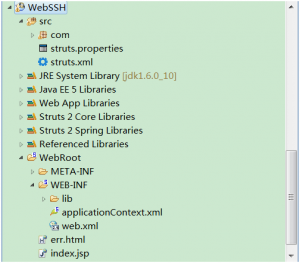 WebSSH
src
com
struts.properties
struts.xml
JRE System Library [jdk1.6.0_10]
Java EE 5 Libraries
Web App Libraries
Struts 2 Core Libraries
Struts 2 Spring Libraries
Referenced Libraries
WebRoot
META-INF
WEB-INF
lib
applicationContext.xml
web.xml
err.html
index.jsp